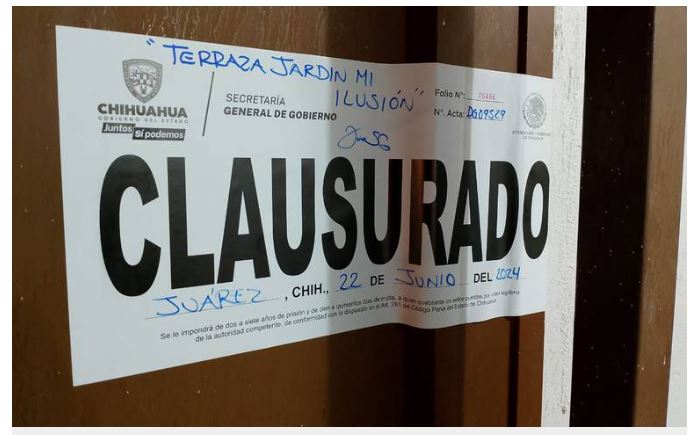 "TERRAZA JARDIN MI
ILUSIÓN"
CHIHUAHUA
GOBIERNO DEL ESTADO
Juntos Sí podemos
SECRETARÍA
GENERAL DE GOBIERNO
Folio N°:
N°. Acta: DG09529
CLAUSURADO
JUÁREZ, CHIH., 22 DE JUNIO DEL 2024
Se le impondrá de dos a siete años de prisión y de cien a quinientos días de multa, a quien quebrante los sellos puestos por orden legítima
de la autoridad competente, de conformidad con lo dispuesto en el Art. 281 del Código Penal del Estado de Chihuahua.